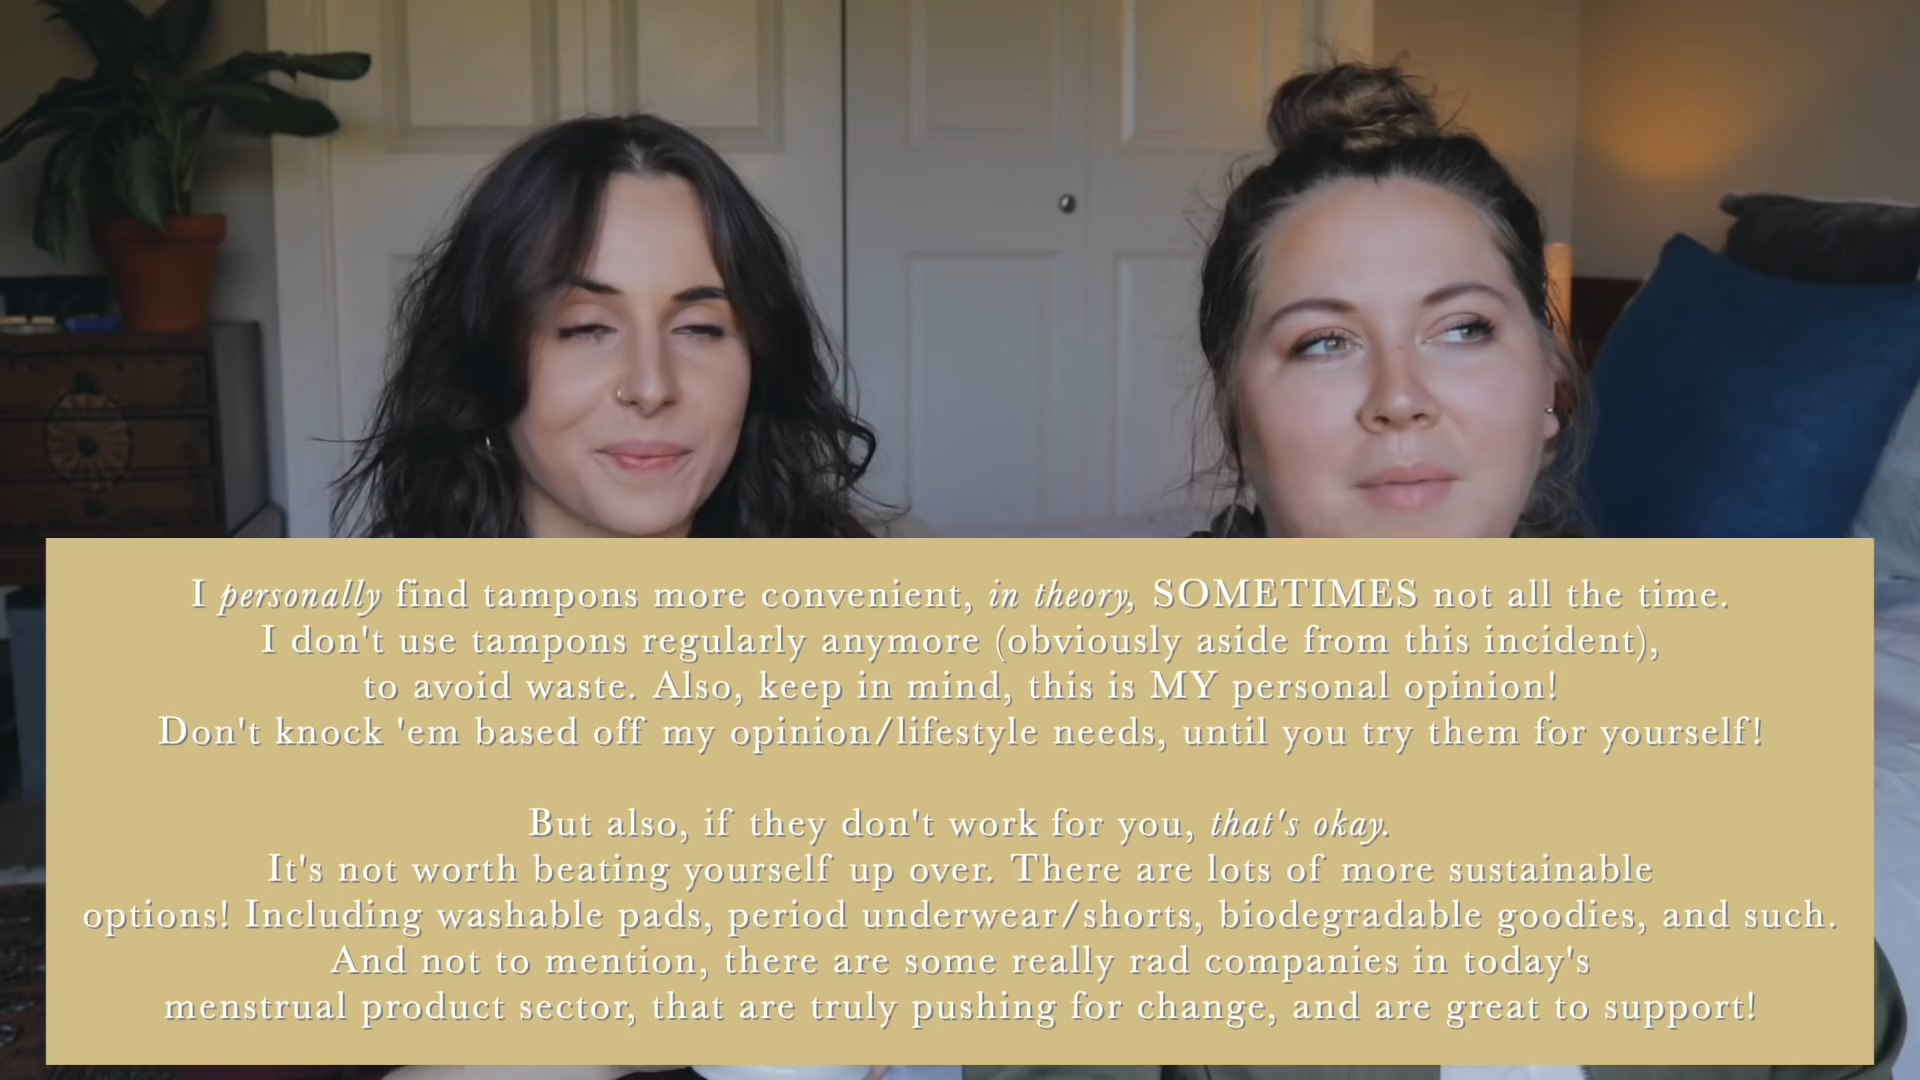 I personally find tampons more convenient, in theory, SOMETIMES not all the time.
I don't use tampons regularly anymore (obviously aside from this incident),
to avoid waste. Also, keep in mind, this is MY personal opinion!
Don't knock 'em based off my opinion/lifestyle needs, until you try them for yourself!
But also, if they don't work for you, that's okay.
It's not worth beating yourself up over. There are lots of more sustainable
options! Including washable pads, period underwear/shorts, biodegradable goodies, and such.
And not to mention, there are some really rad companies in today's
menstrual product sector, that are truly pushing for change, and are great to support!